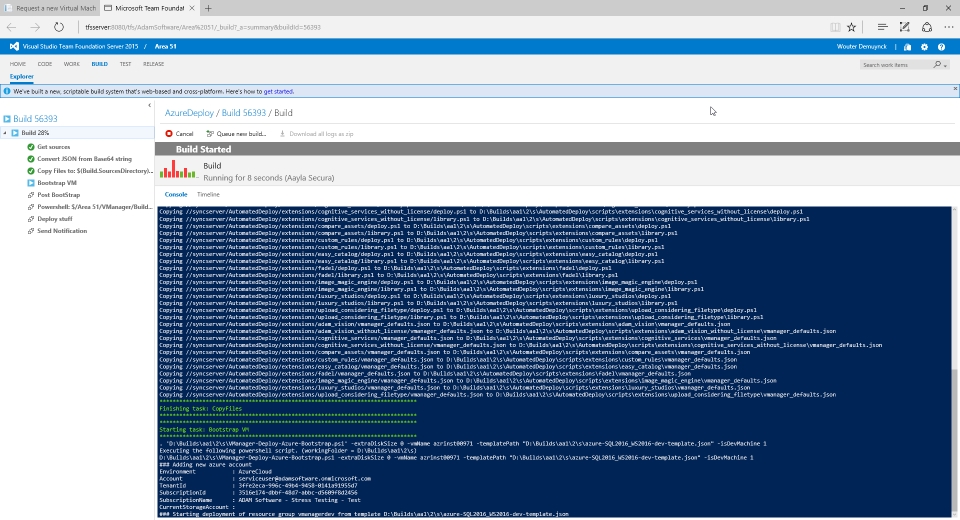 Request a new Virtual Mach
Microsoft Team Foundat
tfsserver:8080/tfs/AdamSoftware/Area%2051/_build?_a=summary&buildId=56393
Visual Studio Team Foundation Server 2015 / Area 51
Wouter Demuynck
HOME CODE WORK BUILD TEST RELEASE
Search work items
Explorer
We've built a new, scriptable build system that's web-based and cross-platform. Here's how to get started.
Build 56393
Build 28%
Get sources
Convert JSON from Base64 string
Copy Files to: $(Build.SourcesDirectory)...
Bootstrap VM
Post BootStrap
Powershell: $/Area 51/VManager/Build...
Deploy stuff
Send Notification
AzureDeploy / Build 56393 / Build
Cancel Queue new build... Download all logs as zip
Build Started
Build
Running for 8 seconds (Aayla Secura)
Console Timeline
Copying //syncserver/AutomatedDeploy/extensions/cognitive_services_without_license/deploy.ps1 to D:\Builds\aa1\2\s\AutomatedDeploy\scripts\extensions\cognitive_services_without_license\deploy.ps1
Copying //syncserver/AutomatedDeploy/extensions/cognitive_services_without_license/library.ps1 to D:\Builds\aa1\2\s\AutomatedDeploy\scripts\extensions\cognitive_services_without_license\library.ps1
Copying //syncserver/AutomatedDeploy/extensions/compare_assets/deploy.ps1 to D:\Builds\aa1\2\s\AutomatedDeploy\scripts\extensions\compare_assets\deploy.ps1
Copying //syncserver/AutomatedDeploy/extensions/compare_assets/library.ps1 to D:\Builds\aa1\2\s\AutomatedDeploy\scripts\extensions\compare_assets\library.ps1
Copying //syncserver/AutomatedDeploy/extensions/custom_rules/deploy.ps1 to D:\Builds\aa1\2\s\AutomatedDeploy\scripts\extensions\custom_rules\deploy.ps1
Copying //syncserver/AutomatedDeploy/extensions/custom_rules/library.ps1 to D:\Builds\aa1\2\s\AutomatedDeploy\scripts\extensions\custom_rules\library.ps1
Copying //syncserver/AutomatedDeploy/extensions/easy_catalog/deploy.ps1 to D:\Builds\aa1\2\s\AutomatedDeploy\scripts\extensions\easy_catalog\deploy.ps1
Copying //syncserver/AutomatedDeploy/extensions/easy_catalog/library.ps1 to D:\Builds\aa1\2\s\AutomatedDeploy\scripts\extensions\easy_catalog\library.ps1
Copying //syncserver/AutomatedDeploy/extensions/fadel/deploy.ps1 to D:\Builds\aa1\2\s\AutomatedDeploy\scripts\extensions\fadel\deploy.ps1
Copying //syncserver/AutomatedDeploy/extensions/fadel/library.ps1 to D:\Builds\aa1\2\s\AutomatedDeploy\scripts\extensions\fadel\library.ps1
Copying //syncserver/AutomatedDeploy/extensions/image_magic_engine/deploy.ps1 to D:\Builds\aa1\2\s\AutomatedDeploy\scripts\extensions\image_magic_engine\deploy.ps1
Copying //syncserver/AutomatedDeploy/extensions/image_magic_engine/library.ps1 to D:\Builds\aa1\2\s\AutomatedDeploy\scripts\extensions\image_magic_engine\library.ps1
Copying //syncserver/AutomatedDeploy/extensions/luxury_studios/deploy.ps1 to D:\Builds\aa1\2\s\AutomatedDeploy\scripts\extensions\luxury_studios\deploy.ps1
Copying //syncserver/AutomatedDeploy/extensions/luxury_studios/library.ps1 to D:\Builds\aa1\2\s\AutomatedDeploy\scripts\extensions\luxury_studios\library.ps1
Copying //syncserver/AutomatedDeploy/extensions/upload_considering_filetype/deploy.ps1 to D:\Builds\aa1\2\s\AutomatedDeploy\scripts\extensions\upload_considering_filetype\deploy.ps1
Copying //syncserver/AutomatedDeploy/extensions/upload_considering_filetype/library.ps1 to D:\Builds\aa1\2\s\AutomatedDeploy\scripts\extensions\upload_considering_filetype\library.ps1
Copying //syncserver/AutomatedDeploy/extensions/adam_vision/vmanager_defaults.json to D:\Builds\aa1\2\s\AutomatedDeploy\scripts\extensions\adam_vision\vmanager_defaults.json
Copying //syncserver/AutomatedDeploy/extensions/adam_vision_without_license/vmanager_defaults.json to D:\Builds\aa1\2\s\AutomatedDeploy\scripts\extensions\adam_vision_without_license\vmanager_defaults.json
Copying //syncserver/AutomatedDeploy/extensions/cognitive_services/vmanager_defaults.json to D:\Builds\aa1\2\s\AutomatedDeploy\scripts\extensions\cognitive_services\vmanager_defaults.json
Copying //syncserver/AutomatedDeploy/extensions/cognitive_services_without_license/vmanager_defaults.json to D:\Builds\aa1\2\s\AutomatedDeploy\scripts\extensions\cognitive_services_without_license\vmanager_defaults.json
Copying //syncserver/AutomatedDeploy/extensions/compare_assets/vmanager_defaults.json to D:\Builds\aa1\2\s\AutomatedDeploy\scripts\extensions\compare_assets\vmanager_defaults.json
Copying //syncserver/AutomatedDeploy/extensions/custom_rules/vmanager_defaults.json to D:\Builds\aa1\2\s\AutomatedDeploy\scripts\extensions\custom_rules\vmanager_defaults.json
Copying //syncserver/AutomatedDeploy/extensions/easy_catalog/vmanager_defaults.json to D:\Builds\aa1\2\s\AutomatedDeploy\scripts\extensions\easy_catalog\vmanager_defaults.json
Copying //syncserver/AutomatedDeploy/extensions/fadel/vmanager_defaults.json to D:\Builds\aa1\2\s\AutomatedDeploy\scripts\extensions\fadel\vmanager_defaults.json
Copying //syncserver/AutomatedDeploy/extensions/image_magic_engine/vmanager_defaults.json to D:\Builds\aa1\2\s\AutomatedDeploy\scripts\extensions\image_magic_engine\vmanager_defaults.json
Copying //syncserver/AutomatedDeploy/extensions/luxury_studios/vmanager_defaults.json to D:\Builds\aa1\2\s\AutomatedDeploy\scripts\extensions\luxury_studios\vmanager_defaults.json
Copying //syncserver/AutomatedDeploy/extensions/upload_considering_filetype/vmanager_defaults.json to D:\Builds\aa1\2\s\AutomatedDeploy\scripts\extensions\upload_considering_filetype\vmanager_defaults.json
******************************************************************************
Finishing task: CopyFiles
******************************************************************************
******************************************************************************
Starting task: Bootstrap VM
******************************************************************************
. "D:\Builds\aa1\2\s\VManager-Deploy-Azure-Bootstrap.ps1" -extraDiskSize 0 -vmName azrinst00971 -templatePath "D:\Builds\aa1\2\s\azure-SQL2016_WS2016-dev-template.json" -isDevMachine 1
Executing the following powershell script. (workingFolder = D:\Builds\aa1\2\s)
D:\Builds\aa1\2\s\VManager-Deploy-Azure-Bootstrap.ps1 -extraDiskSize 0 -vmName azrinst00971 -templatePath "D:\Builds\aa1\2\s\azure-SQL2016_WS2016-dev-template.json" -isDevMachine 1
### Adding new azure account
Environment : AzureCloud
Account : serviceuser@adamsoftware.onmicrosoft.com
TenantId : 3ffe2eca-996c-49b4-9458-0141a91955d7
SubscriptionId : 3516e174-dbbf-48d7-abbc-d5609f8d2456
SubscriptionName : ADAM Software - Stress Testing - Test
CurrentStorageAccount :
### Starting deployment of resource group vmanagerdev from template D:\Builds\aa1\2\s\azure-SQL2016_WS2016-dev-template.json